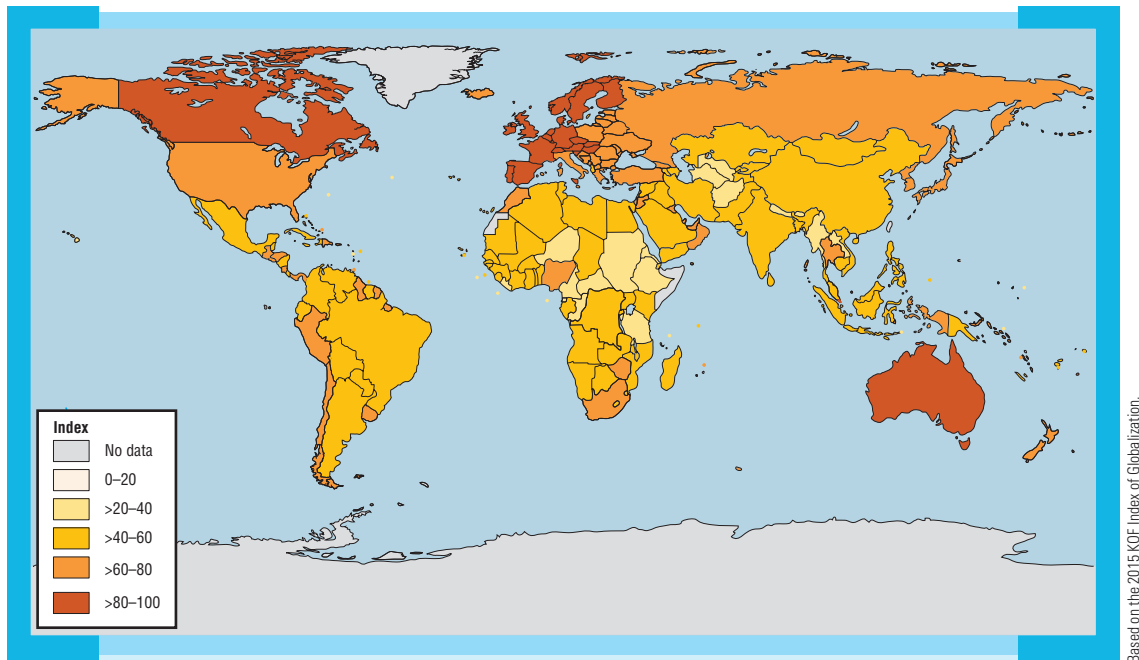 Index
No data
0–20
>20–40
>40–60
>60–80
>80–100
Based on the 2015 KOF Index of Globalization.